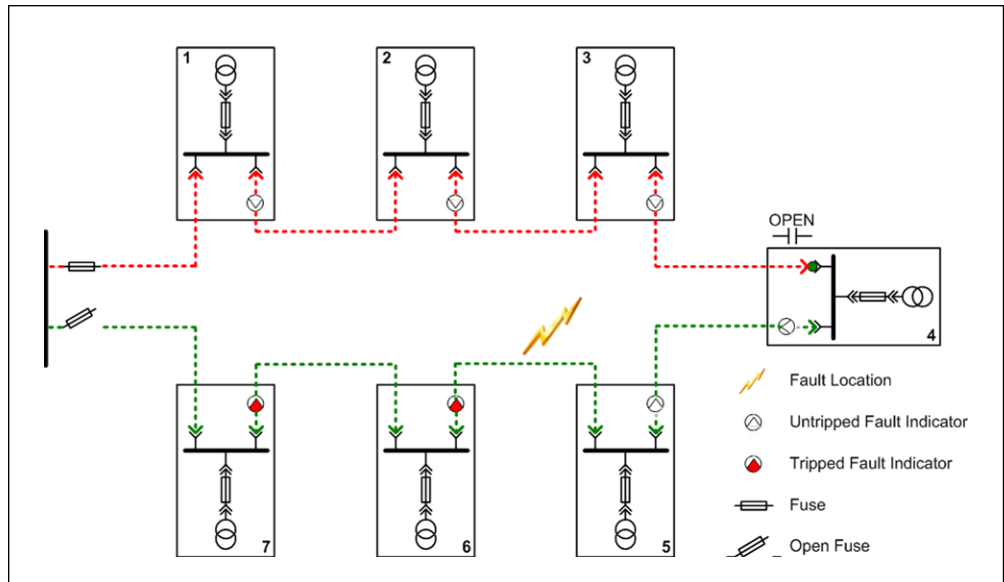 1
2
3
OPEN
4
Fault Location
Untripped Fault Indicator
Tripped Fault Indicator
Fuse
Open Fuse
7
6
5